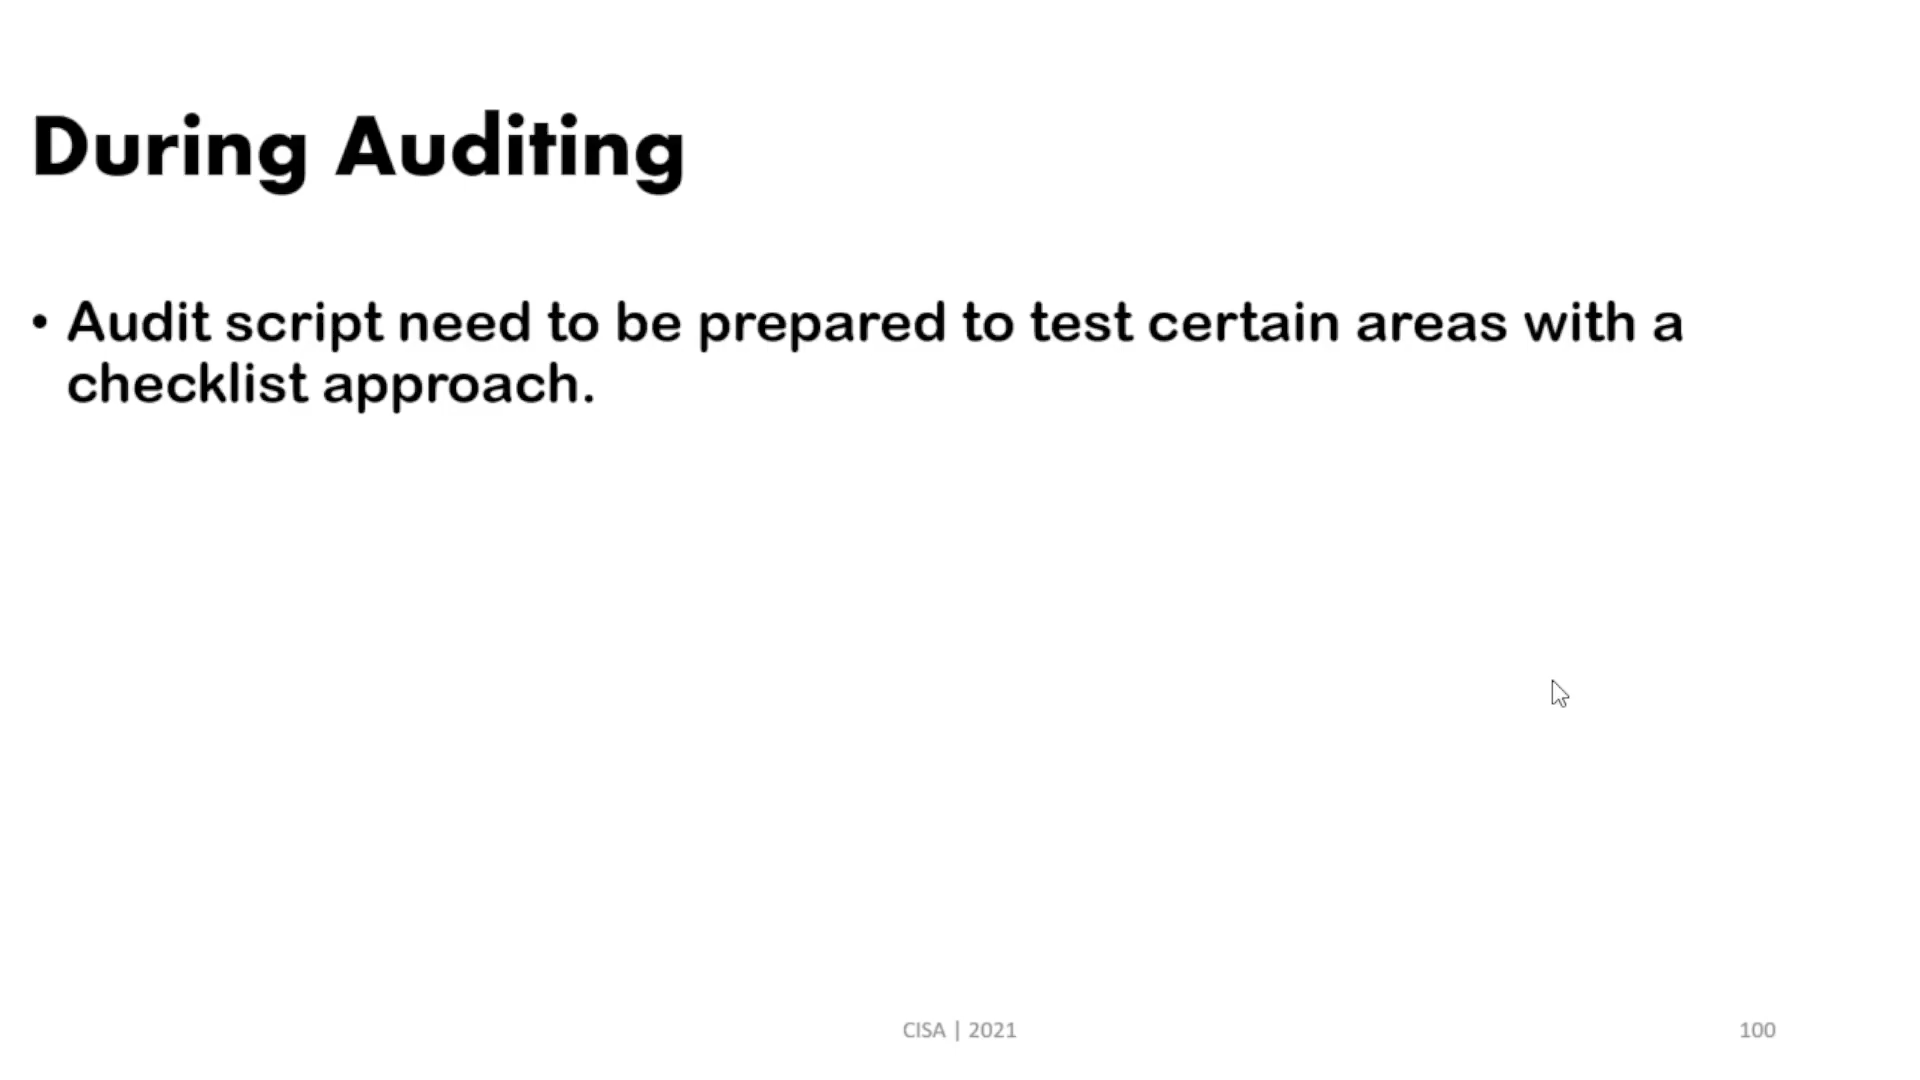 During Auditing
• Audit script need to be prepared to test certain areas with a
checklist approach.
CISA | 2021
100